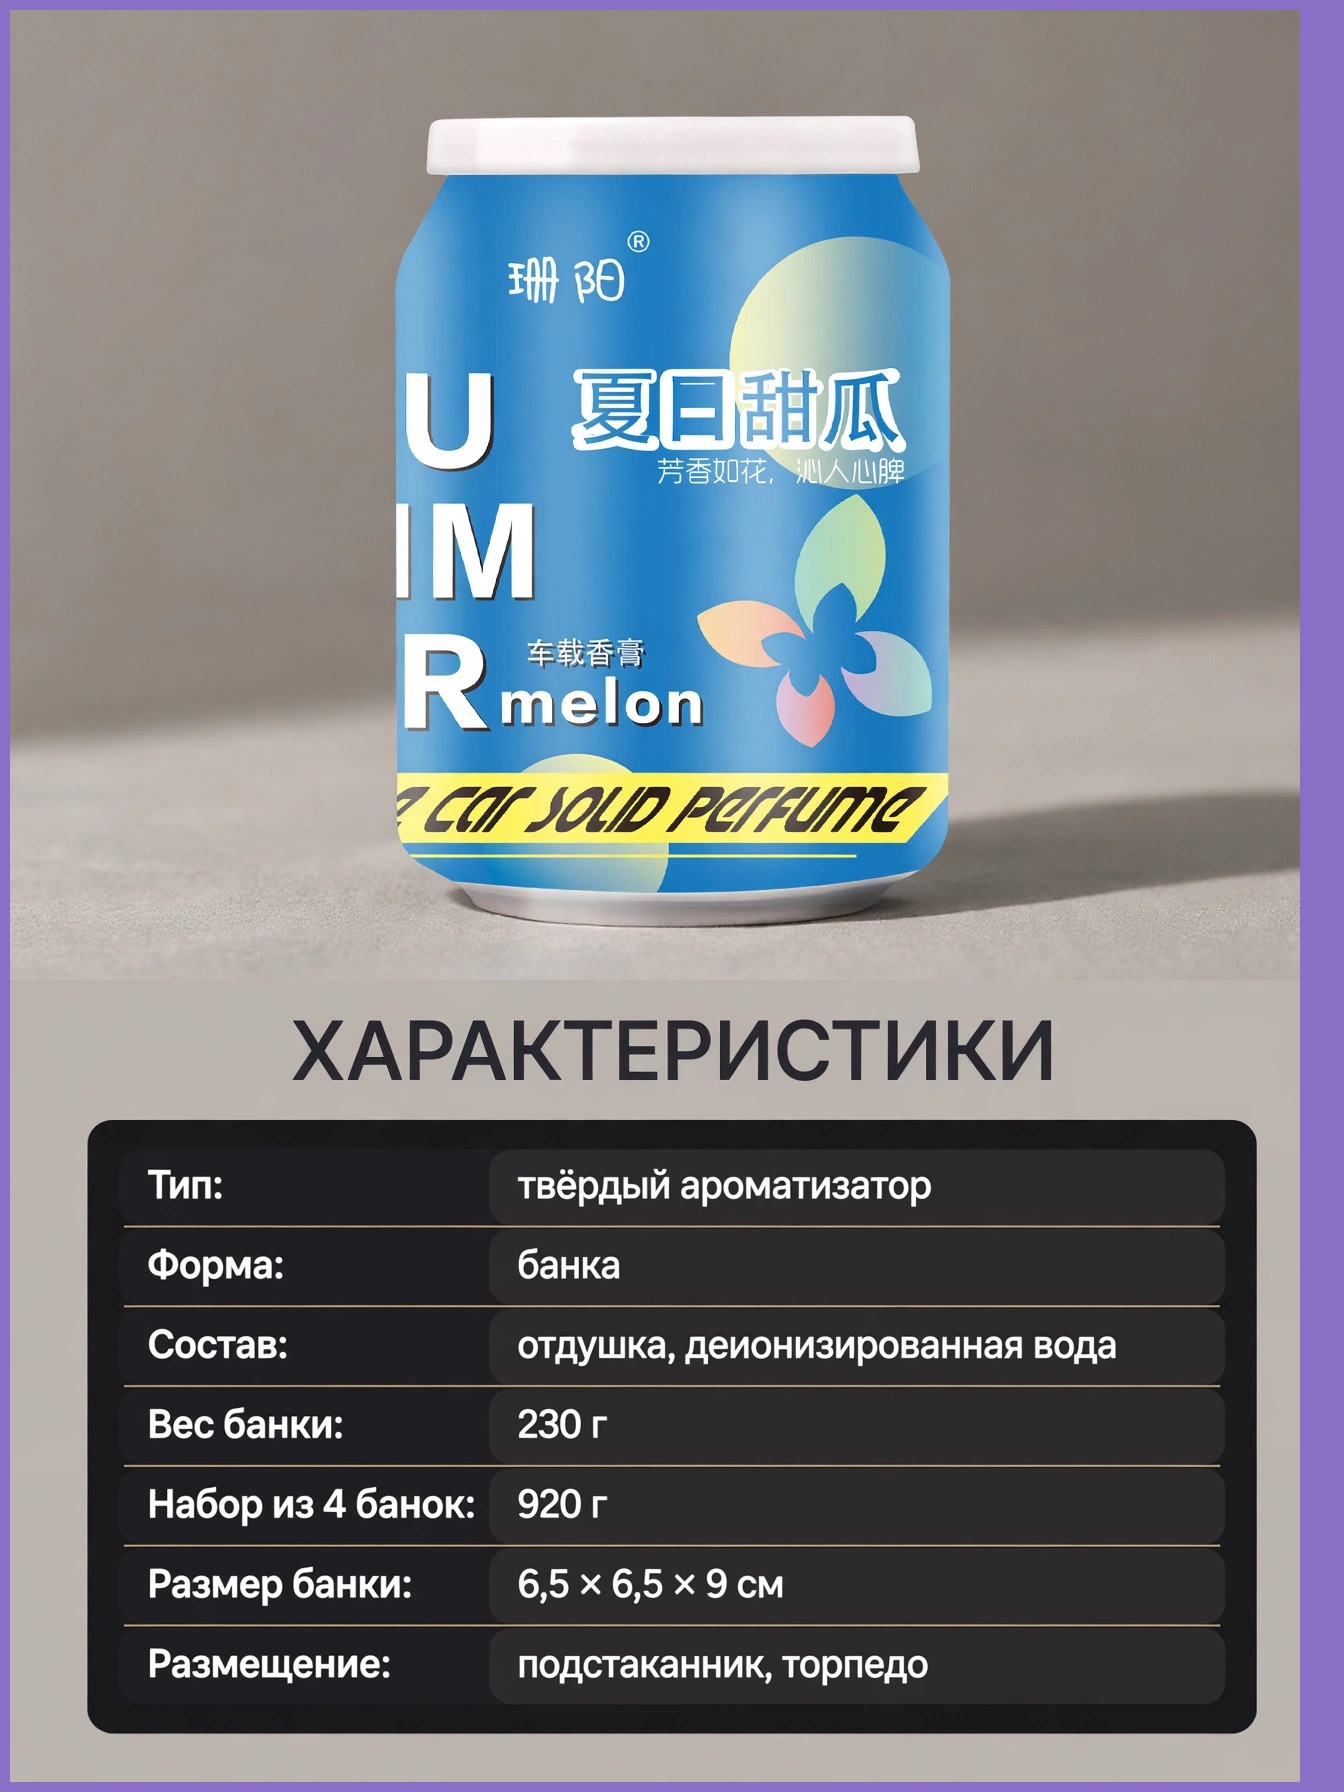 珊阳®
U
夏日甜瓜
芳香如花，沁人心脾
M
R
车载香膏
melon
car solid perfume
ХАРАКТЕРИСТИКИ
Тип: твёрдый ароматизатор
Форма: банка
Состав: отдушка, деионизированная вода
Вес банки: 230 г
Набор из 4 банок: 920 г
Размер банки: 6,5 × 6,5 × 9 см
Размещение: подстаканник, торпедо